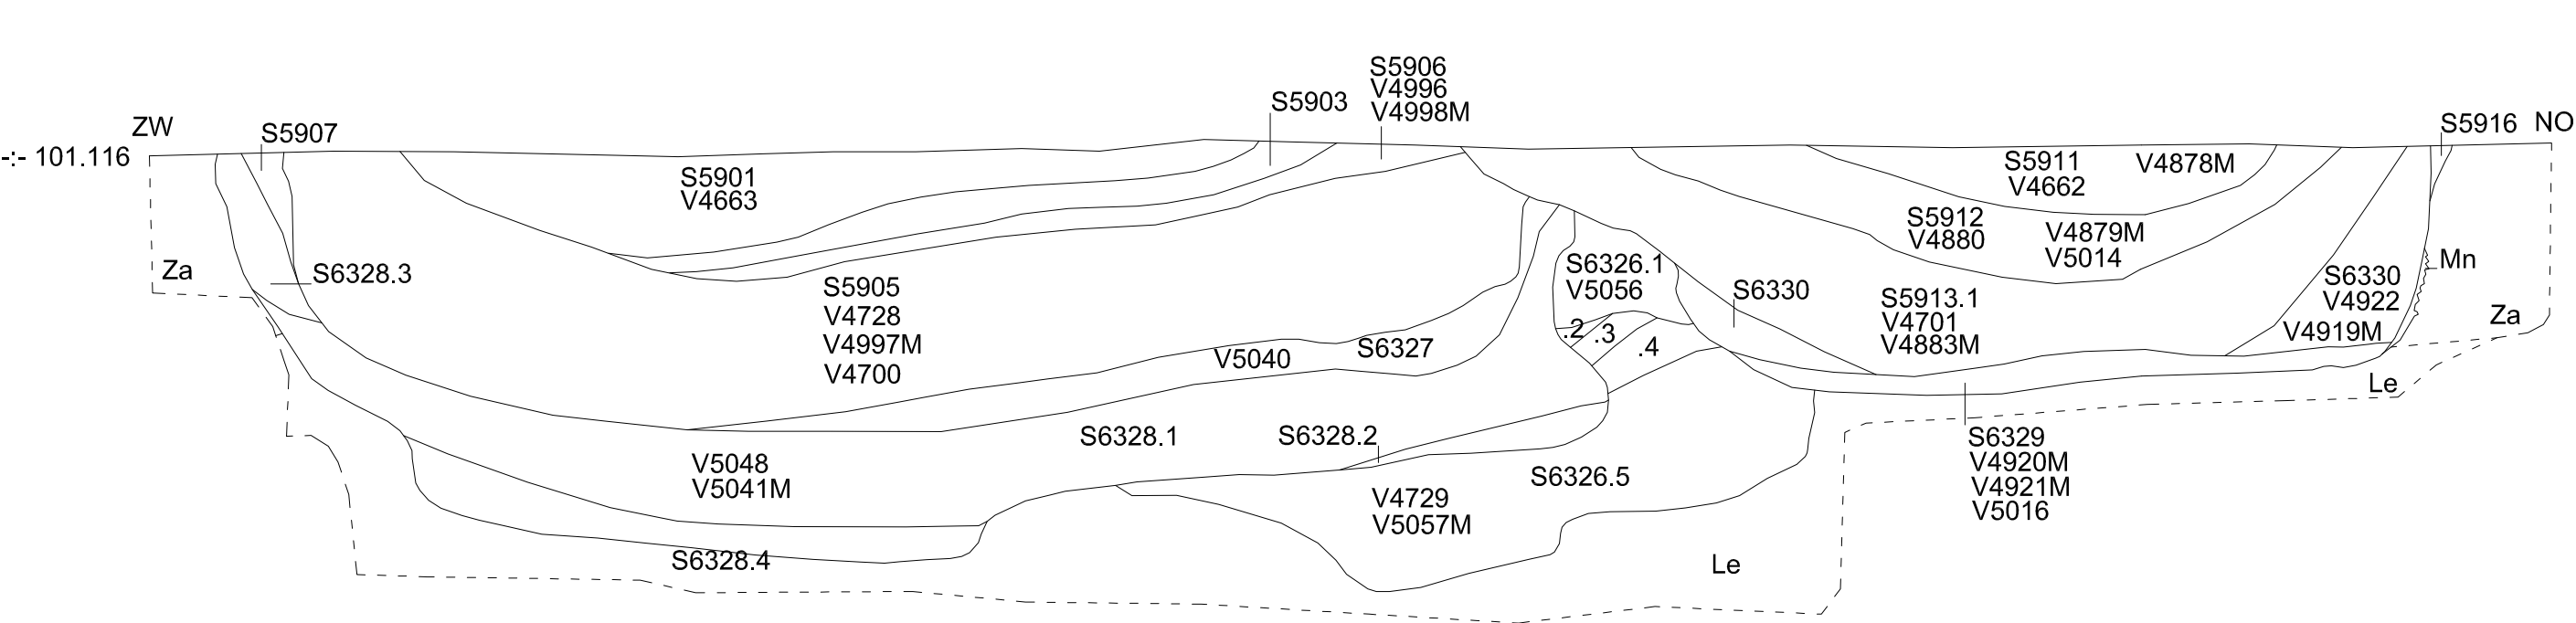 S5906
V4996
V4998M
S5903
ZW
S5907
S5916
NO
-:- 101.116
S5901
V4663
S5911
V4878M
V4662
S5912
V4880
V4879M
V5014
Za
S6328.3
S6326.1
V5056
Mn
S5905
V4728
V4997M
V4700
S6330
S5913.1
V4701
V4883M
S6330
V4922
V4919M
Za
.2
.3
.4
V5040
S6327
Le
S6328.1
S6328.2
S6329
V4920M
V4921M
V5016
V5048
V5041M
S6326.5
V4729
V5057M
S6328.4
Le